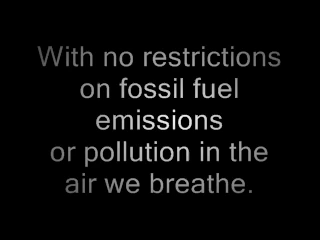 With no restrictions
on fossil fuel
emissions
or pollution in the
air we breathe.